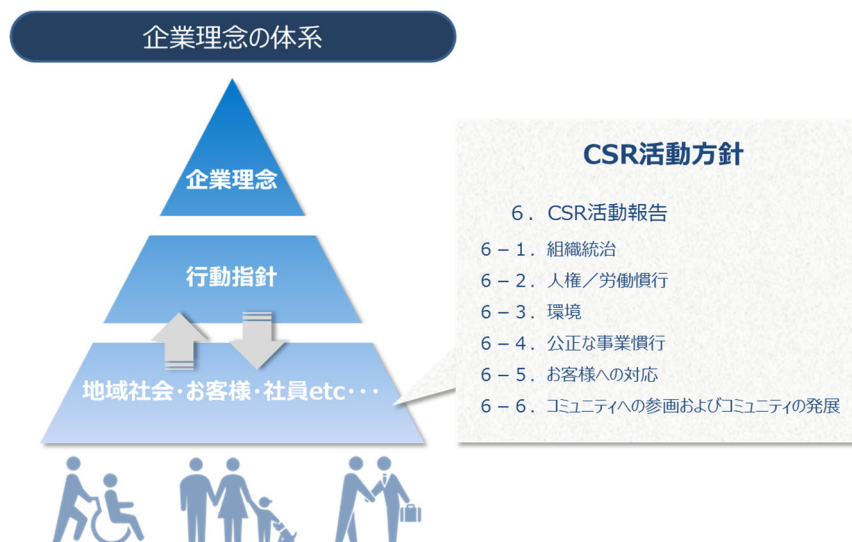 企業理念の体系
企業理念
行動指針
地域社会・お客様・社員etc・・・
CSR活動方針
6．CSR活動報告
6－1．組織統治
6－2．人権／労働慣行
6－3．環境
6－4．公正な事業慣行
6－5．お客様への対応
6－6．コミュニティへの参画およびコミュニティの発展